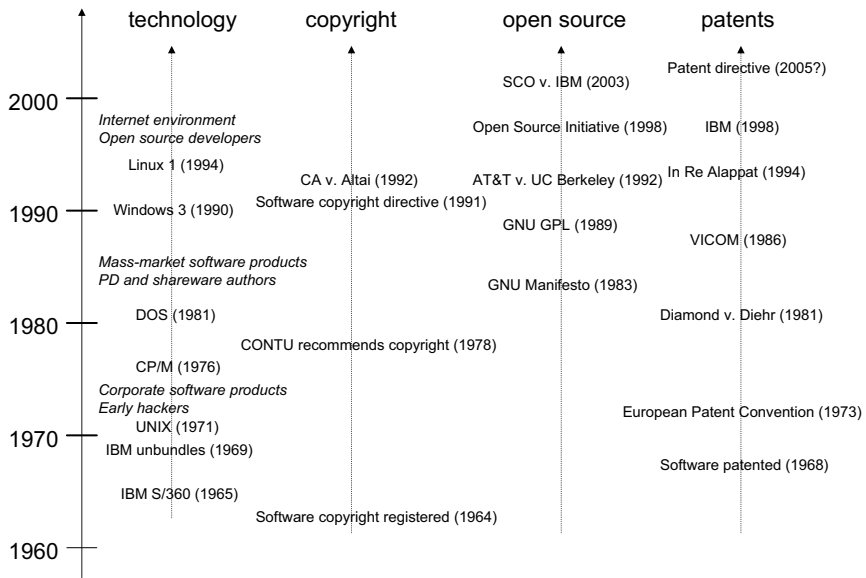 technology
copyright
open source
patents
Patent directive (2005?)
SCO v. IBM (2003)
2000
Internet environment
Open source developers
Open Source Initiative (1998)
IBM (1998)
Linux 1 (1994)
In Re Alappat (1994)
CA v. Altai (1992)
AT&T v. UC Berkeley (1992)
Software copyright directive (1991)
1990
Windows 3 (1990)
GNU GPL (1989)
VICOM (1986)
Mass-market software products
PD and shareware authors
GNU Manifesto (1983)
1980
DOS (1981)
Diamond v. Diehr (1981)
CONTU recommends copyright (1978)
CP/M (1976)
Corporate software products
Early hackers
European Patent Convention (1973)
UNIX (1971)
1970
IBM unbundles (1969)
Software patented (1968)
IBM S/360 (1965)
Software copyright registered (1964)
1960